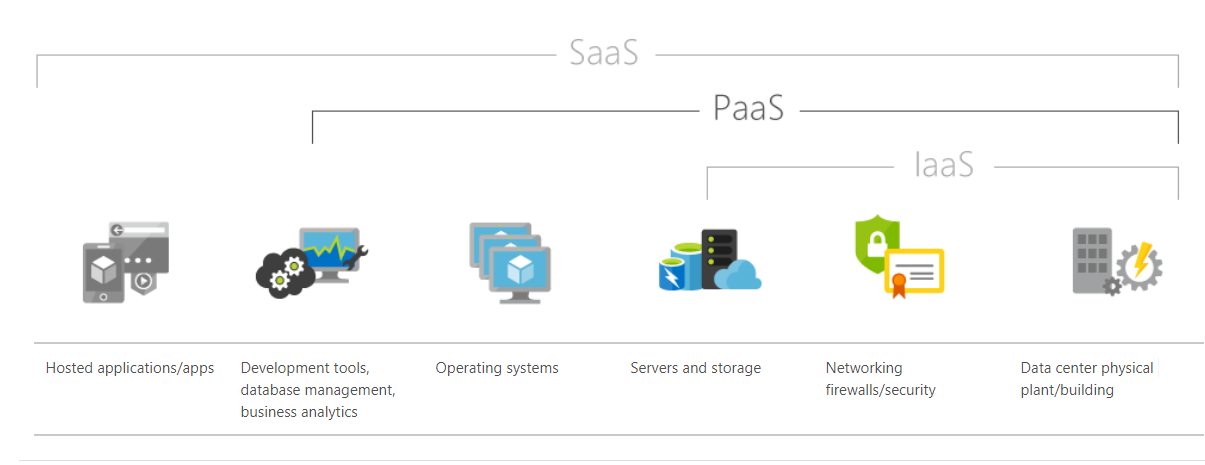 SaaS
PaaS
IaaS
Hosted applications/apps
Development tools,
database management,
business analytics
Operating systems
Servers and storage
Networking
firewalls/security
Data center physical
plant/building